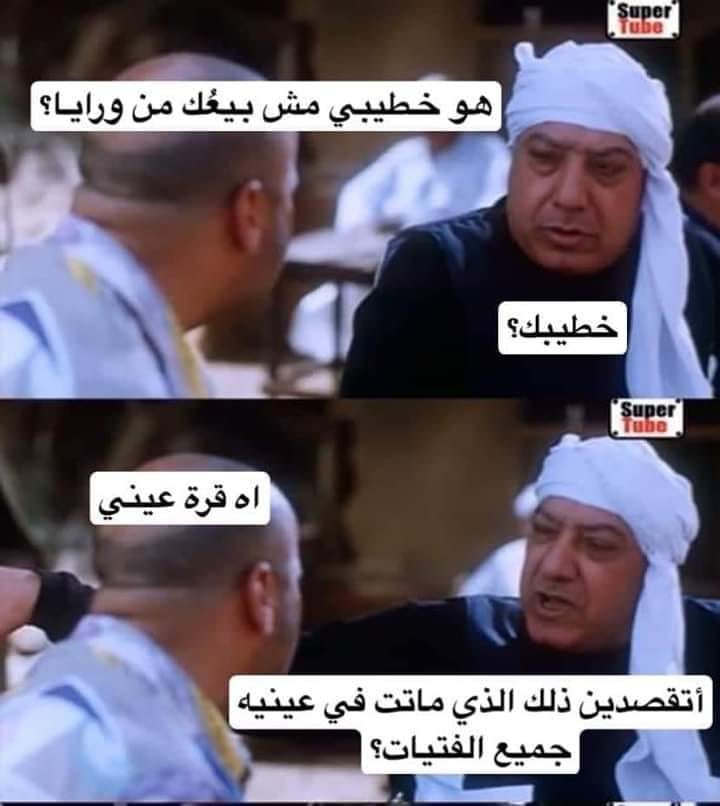 Super
Tube
هو خطيبي مش بيعُك من ورايا؟
خطيبك؟
Super
Tube
اه قرة عيني
أتقصدين ذلك الذي ماتت في عينيه
جميع الفتيات؟